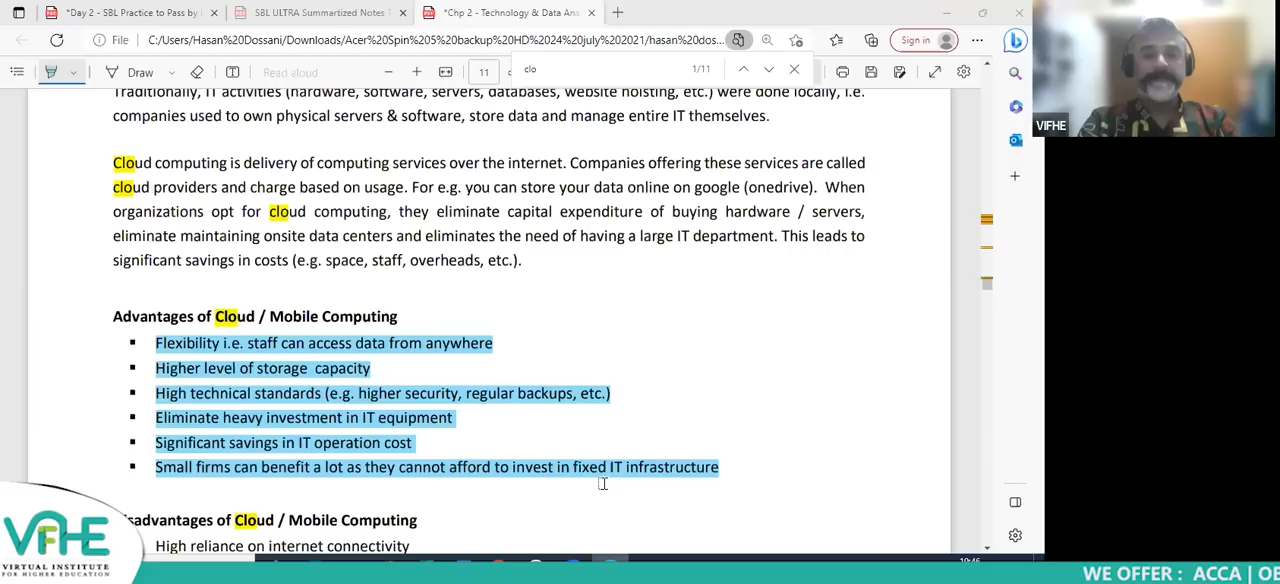 *Day 2 - SBL Practice to Pass by
SBL ULTRA Summartized Notes
*Chp 2 - Technology & Data Ana
File
C:/Users/Hasan%20Dossani/Downloads/Acer%20Spin%205%20backup%20HD%2024%20july%202021/hasan%20dos...
Sign in
Draw
Read aloud
11
clo
1/11
Traditionally, IT activities (hardware, software, servers, databases, website hoisting, etc.) were done locally, i.e.
companies used to own physical servers & software, store data and manage entire IT themselves.
Cloud computing is delivery of computing services over the internet. Companies offering these services are called
cloud providers and charge based on usage. For e.g. you can store your data online on google (onedrive). When
organizations opt for cloud computing, they eliminate capital expenditure of buying hardware / servers,
eliminate maintaining onsite data centers and eliminates the need of having a large IT department. This leads to
significant savings in costs (e.g. space, staff, overheads, etc.).
Advantages of Cloud / Mobile Computing
▪ Flexibility i.e. staff can access data from anywhere
▪ Higher level of storage capacity
▪ High technical standards (e.g. higher security, regular backups, etc.)
▪ Eliminate heavy investment in IT equipment
▪ Significant savings in IT operation cost
▪ Small firms can benefit a lot as they cannot afford to invest in fixed IT infrastructure
isadvantages of Cloud / Mobile Computing
High reliance on internet connectivity
VIFHE
VIFHE
VIRTUAL INSTITUTE
FOR HIGHER EDUCATION
WE OFFER : ACCA | OB